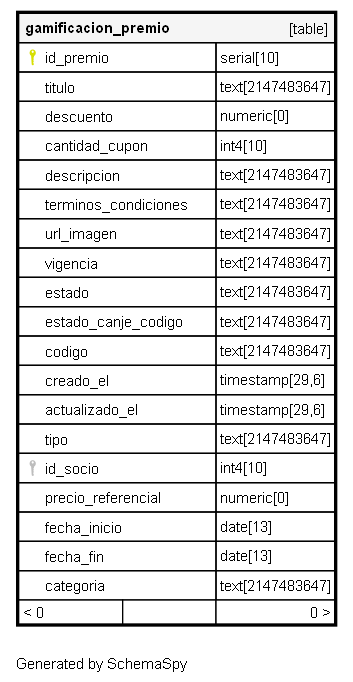 gamificacion_premio [table]
id_premio serial[10]
titulo text[2147483647]
descuento numeric[0]
cantidad_cupon int4[10]
descripcion text[2147483647]
terminos_condiciones text[2147483647]
url_imagen text[2147483647]
vigencia text[2147483647]
estado text[2147483647]
estado_canje_codigo text[2147483647]
codigo text[2147483647]
creado_el timestamp[29,6]
actualizado_el timestamp[29,6]
tipo text[2147483647]
id_socio int4[10]
precio_referencial numeric[0]
fecha_inicio date[13]
fecha_fin date[13]
categoria text[2147483647]
< 0 0 >
Generated by SchemaSpy